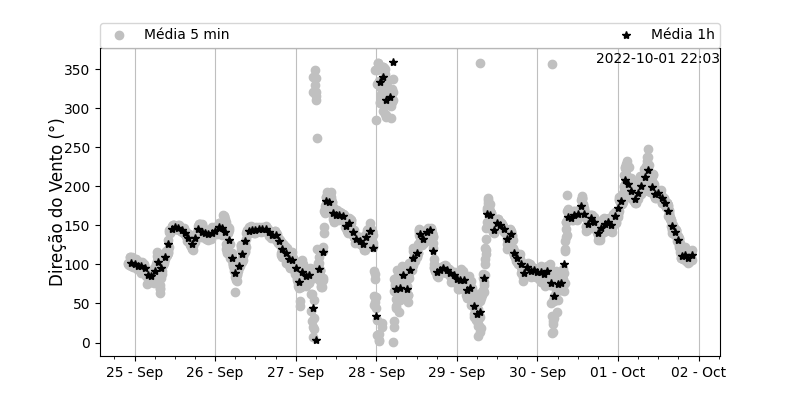 Média 5 min
Média 1h
2022-10-01 22:03
Direção do Vento (°)
350
300
250
200
150
100
50
0
25 - Sep
26 - Sep
27 - Sep
28 - Sep
29 - Sep
30 - Sep
01 - Oct
02 - Oct